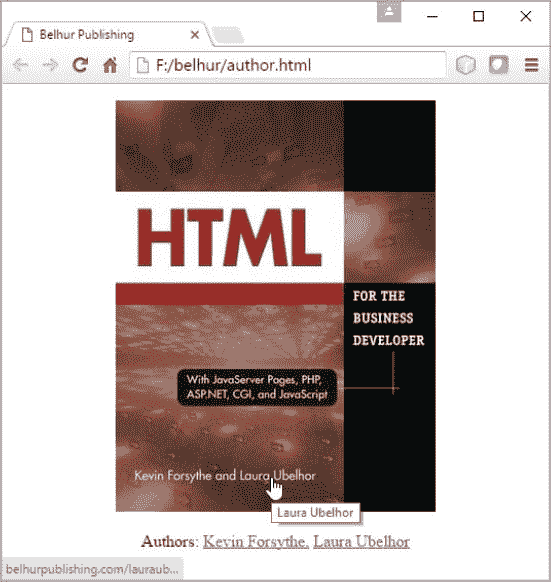 Belhur Publishing
F:/belhur/author.html
HTML
FOR THE
BUSINESS
DEVELOPER
With JavaServer Pages, PHP,
ASP.NET, CGI, and JavaScript
Kevin Forsythe and Laura Ubelhor
Laura Ubelhor
Authors: Kevin Forsythe, Laura Ubelhor
belhurpublishing.com/lauraub...